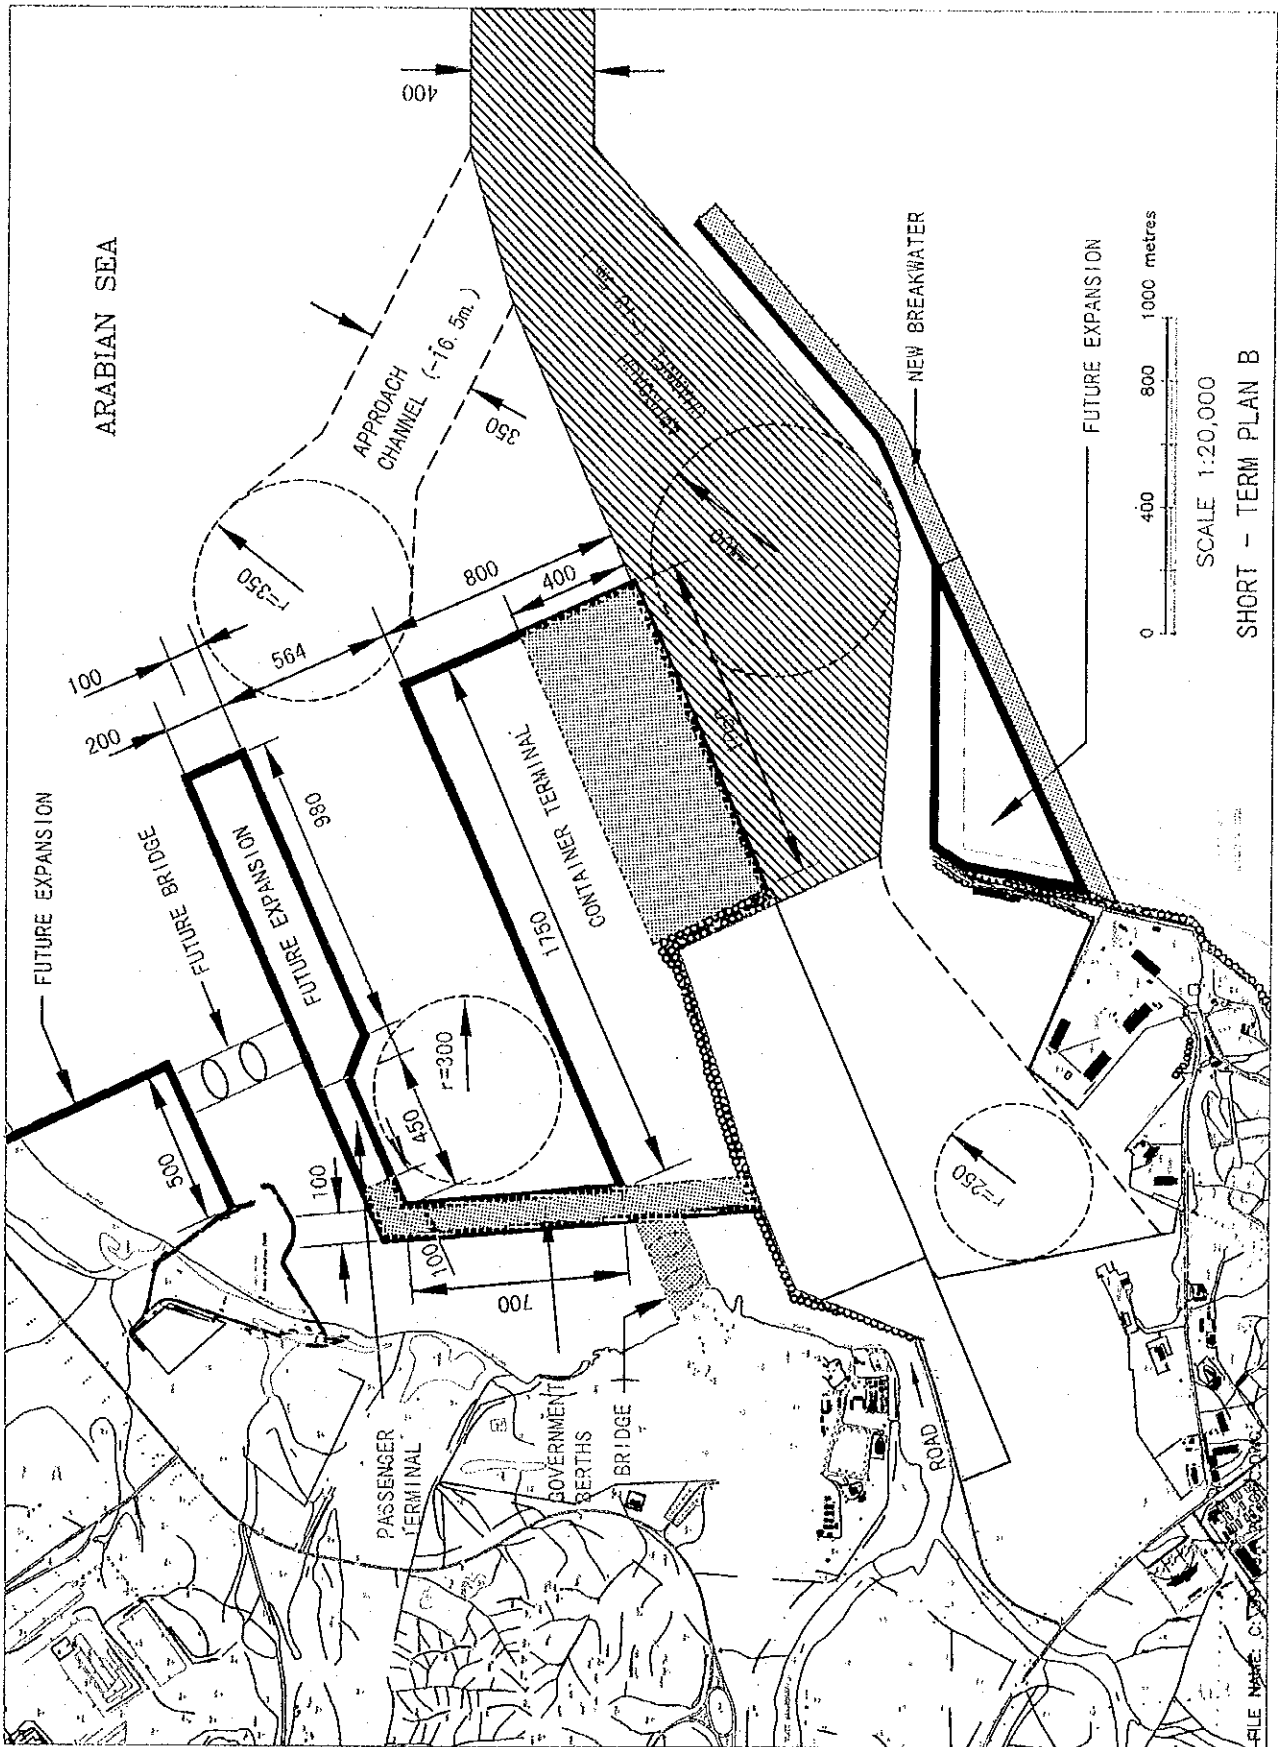 ARABIAN SEA
400
APPROACH
CHANNEL (-16.5m.)
350
r=350
100
200
564
800
400
FUTURE EXPANSION
FUTURE BRIDGE
FUTURE EXPANSION
980
1750
CONTAINER TERMINAL
r=300
450
500
100
100
700
PASSENGER
TERMINAL
GOVERNMENT
BERTHS
BRIDGE
ROAD
r=250
r=400
NEW BREAKWATER
FUTURE EXPANSION
0 400 800 1000 metres
SCALE 1:20,000
SHORT - TERM PLAN B
FILE NAME: C: